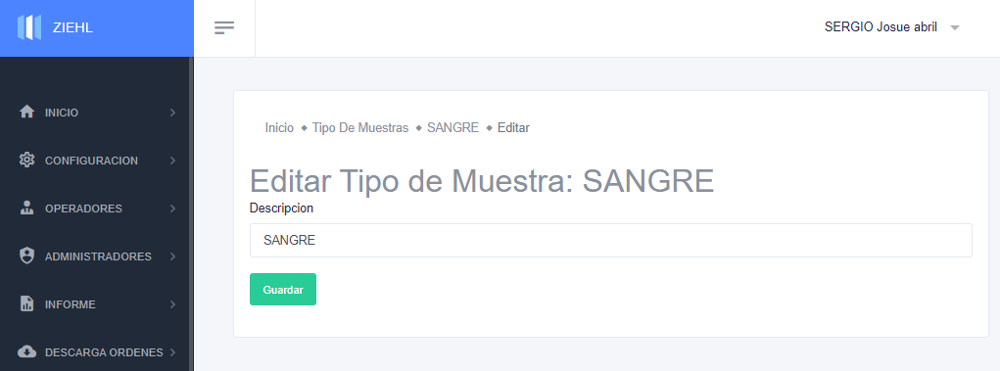 ZIEHL
SERGIO Josue abril
INICIO
CONFIGURACION
OPERADORES
ADMINISTRADORES
INFORME
DESCARGA ORDENES
Inicio ◆ Tipo De Muestras ◆ SANGRE ◆ Editar
Editar Tipo de Muestra: SANGRE
Descripcion
SANGRE
Guardar